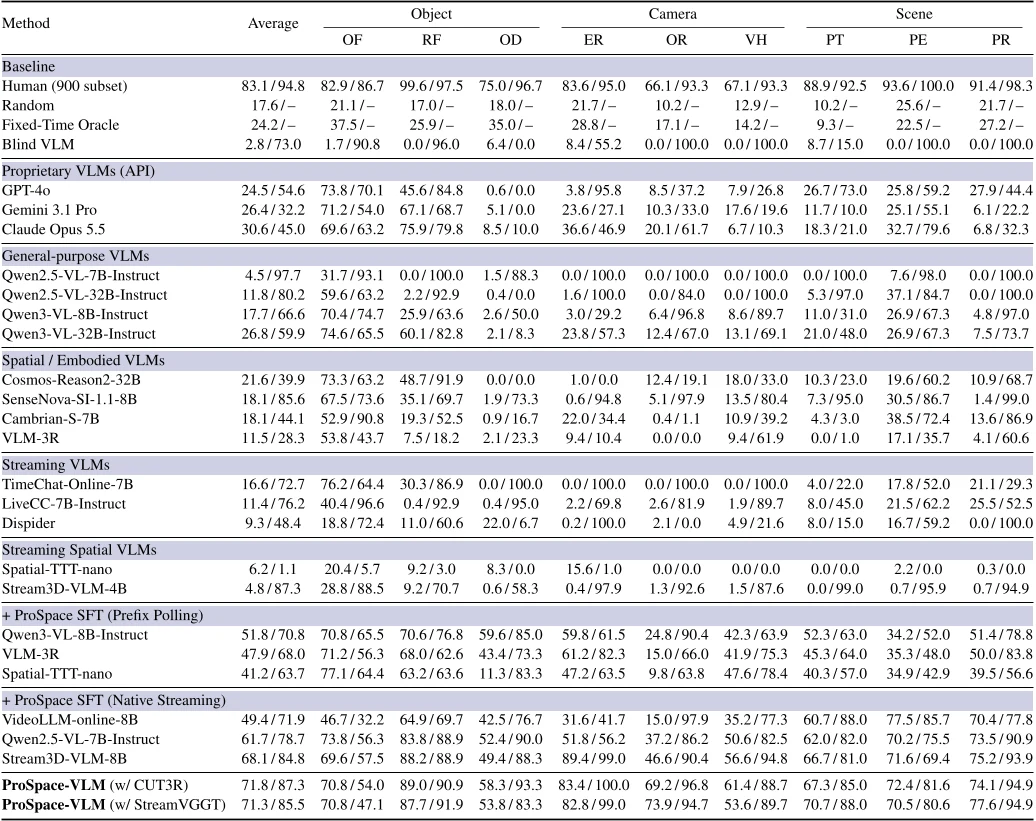 Method Average Object Camera Scene
OF RF OD ER OR VH PT PE PR
Baseline
Human (900 subset) 83.1/94.8 82.9/86.7 99.6/97.5 75.0/96.7 83.6/95.0 66.1/93.3 67.1/93.3 88.9/92.5 93.6/100.0 91.4/98.3
Random 17.6/– 21.1/– 17.0/– 18.0/– 21.7/– 10.2/– 12.9/– 10.2/– 25.6/– 21.7/–
Fixed-Time Oracle 24.2/– 37.5/– 25.9/– 35.0/– 28.8/– 17.1/– 14.2/– 9.3/– 22.5/– 27.2/–
Blind VLM 2.8/73.0 1.7/90.8 0.0/96.0 6.4/0.0 8.4/55.2 0.0/100.0 0.0/100.0 8.7/15.0 0.0/100.0 0.0/100.0
Proprietary VLMs (API)
GPT-4o 24.5/54.6 73.8/70.1 45.6/84.8 0.6/0.0 3.8/95.8 8.5/37.2 7.9/26.8 26.7/73.0 25.8/59.2 27.9/44.4
Gemini 3.1 Pro 26.4/32.2 71.2/54.0 67.1/68.7 5.1/0.0 23.6/27.1 10.3/33.0 17.6/19.6 11.7/10.0 25.1/55.1 6.1/22.2
Claude Opus 5.5 30.6/45.0 69.6/63.2 75.9/79.8 8.5/10.0 36.6/46.9 20.1/61.7 6.7/10.3 18.3/21.0 32.7/79.6 6.8/32.3
General-purpose VLMs
Qwen2.5-VL-7B-Instruct 4.5/97.7 31.7/93.1 0.0/100.0 1.5/88.3 0.0/100.0 0.0/100.0 0.0/100.0 0.0/100.0 7.6/98.0 0.0/100.0
Qwen2.5-VL-32B-Instruct 11.8/80.2 59.6/63.2 2.2/92.9 0.4/0.0 1.6/100.0 0.0/84.0 0.0/100.0 5.3/97.0 37.1/84.7 0.0/100.0
Qwen3-VL-8B-Instruct 17.7/66.6 70.4/74.7 25.9/63.6 2.6/50.0 3.0/29.2 6.4/96.8 8.6/89.7 11.0/31.0 26.9/67.3 4.8/97.0
Qwen3-VL-32B-Instruct 26.8/59.9 74.6/65.5 60.1/82.8 2.1/8.3 23.8/57.3 12.4/67.0 13.1/69.1 21.0/48.0 26.9/67.3 7.5/73.7
Spatial / Embodied VLMs
Cosmos-Reason2-32B 21.6/39.9 73.3/63.2 48.7/91.9 0.0/0.0 1.0/0.0 12.4/19.1 18.0/33.0 10.3/23.0 19.6/60.2 10.9/68.7
SenseNova-SI-1.1-8B 18.1/85.6 67.5/73.6 35.1/69.7 1.9/73.3 0.6/94.8 5.1/97.9 13.5/80.4 7.3/95.0 30.5/86.7 1.4/99.0
Cambrian-S-7B 18.1/44.1 52.9/90.8 19.3/52.5 0.9/16.7 22.0/34.4 0.4/1.1 10.9/39.2 4.3/3.0 38.5/72.4 13.6/86.9
VLM-3R 11.5/28.3 53.8/43.7 7.5/18.2 2.1/23.3 9.4/10.4 0.0/0.0 9.4/61.9 0.0/1.0 17.1/35.7 4.1/60.6
Streaming VLMs
TimeChat-Online-7B 16.6/72.7 76.2/64.4 30.3/86.9 0.0/100.0 0.0/100.0 0.0/100.0 0.0/100.0 4.0/22.0 17.8/52.0 21.1/29.3
LiveCC-7B-Instruct 11.4/76.2 40.4/96.6 0.4/92.9 0.4/95.0 2.2/69.8 2.6/81.9 1.9/89.7 8.0/45.0 21.5/62.2 25.5/52.5
Dispider 9.3/48.4 18.8/72.4 11.0/60.6 22.0/6.7 0.2/100.0 2.1/0.0 4.9/21.6 8.0/15.0 16.7/59.2 0.0/100.0
Streaming Spatial VLMs
Spatial-TTT-nano 6.2/1.1 20.4/5.7 9.2/3.0 8.3/0.0 15.6/1.0 0.0/0.0 0.0/0.0 0.0/0.0 2.2/0.0 0.3/0.0
Stream3D-VLM-4B 4.8/87.3 28.8/88.5 9.2/70.7 0.6/58.3 0.4/97.9 1.3/92.6 1.5/87.6 0.0/99.0 0.7/95.9 0.7/94.9
+ ProSpace SFT (Prefix Polling)
Qwen3-VL-8B-Instruct 51.8/70.8 70.8/65.5 70.6/76.8 59.6/85.0 59.8/61.5 24.8/90.4 42.3/63.9 52.3/63.0 34.2/52.0 51.4/78.8
VLM-3R 47.9/68.0 71.2/56.3 68.0/62.6 43.4/73.3 61.2/82.3 15.0/66.0 41.9/75.3 45.3/64.0 35.3/48.0 50.0/83.8
Spatial-TTT-nano 41.2/63.7 77.1/64.4 63.2/63.6 11.3/83.3 47.2/63.5 9.8/63.8 47.6/78.4 40.3/57.0 34.9/42.9 39.5/56.6
+ ProSpace SFT (Native Streaming)
VideoLLM-online-8B 49.4/71.9 46.7/32.2 64.9/69.7 42.5/76.7 31.6/41.7 15.0/97.9 35.2/77.3 60.7/88.0 77.5/85.7 70.4/77.8
Qwen2.5-VL-7B-Instruct 61.7/78.7 73.8/56.3 83.8/88.9 52.4/90.0 51.8/56.2 37.2/86.2 50.6/82.5 62.0/82.0 70.2/75.5 73.5/90.9
Stream3D-VLM-8B 68.1/84.8 69.6/57.5 88.2/88.9 49.4/88.3 89.4/99.0 46.6/90.4 54.6/88.7 66.7/81.0 71.6/69.4 75.2/93.9
ProSpace-VLM (w/ CUT3R) 71.8/87.3 70.8/54.0 89.0/90.9 58.3/93.3 83.4/100.0 69.2/96.8 61.4/88.7 67.3/85.0 72.4/81.6 74.1/94.9
ProSpace-VLM (w/ StreamVGGT) 71.3/85.5 70.8/47.1 87.7/91.9 53.8/83.3 82.8/99.0 73.9/94.7 53.6/89.7 70.7/88.0 70.5/80.6 77.6/94.9